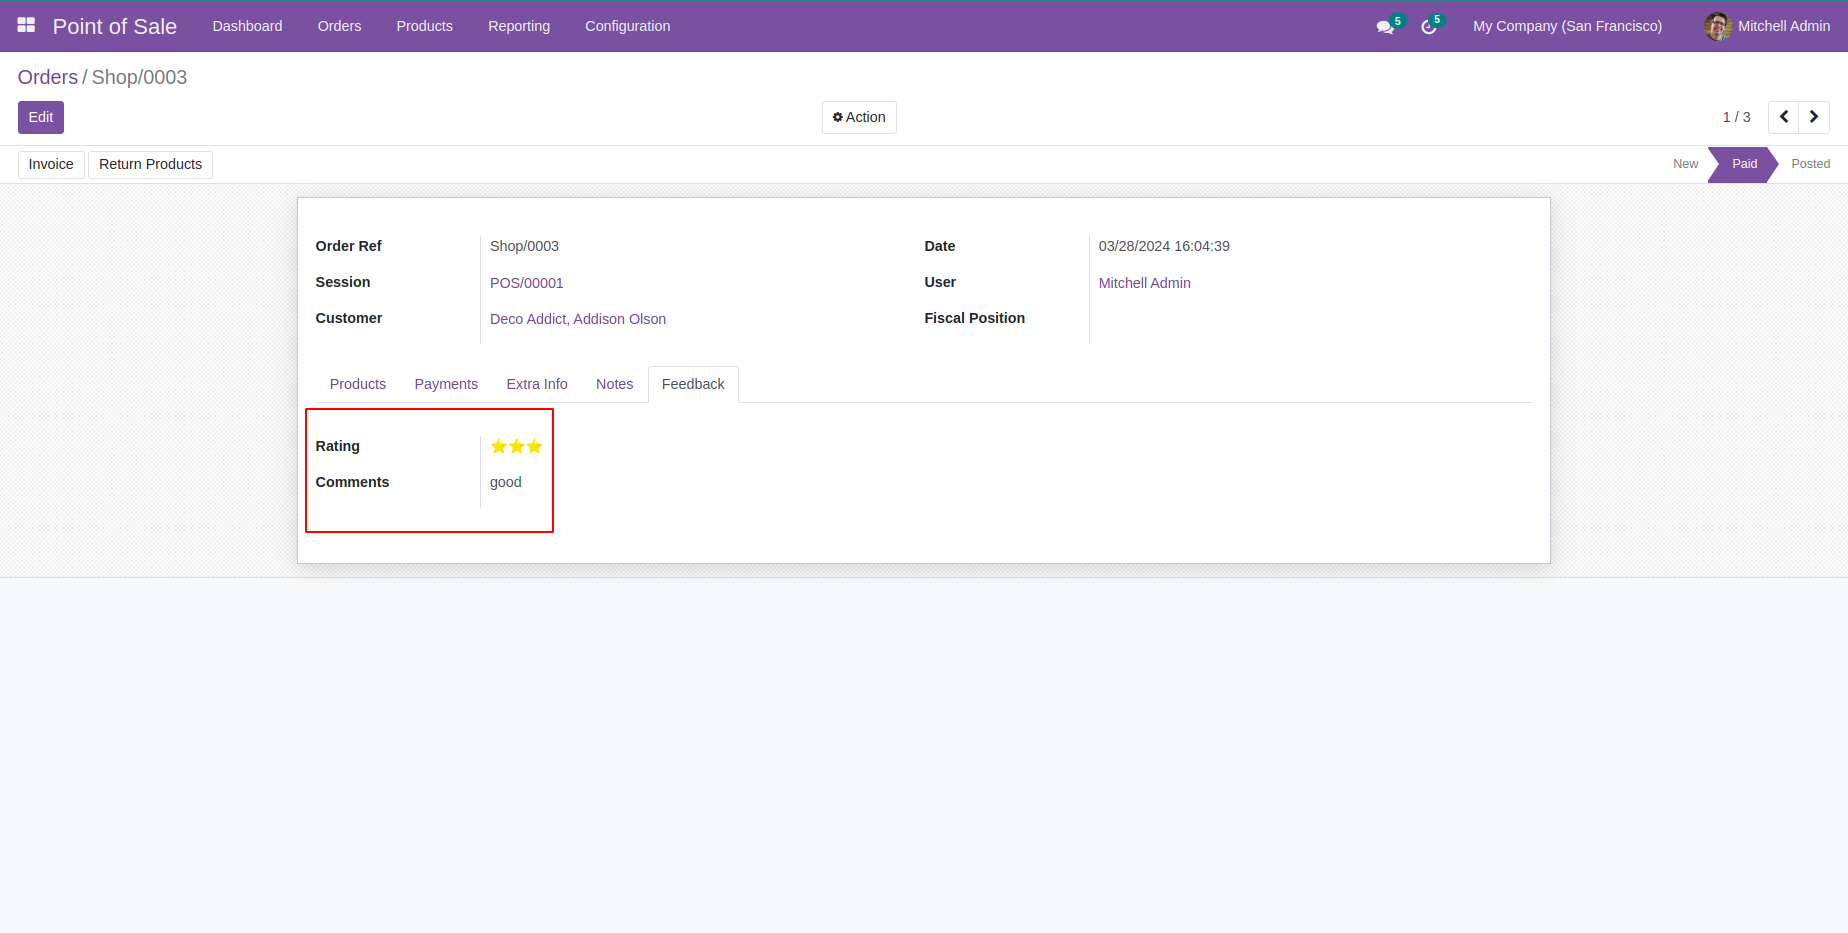 Point of Sale Dashboard Orders Products Reporting Configuration 5 5 My Company (San Francisco) Mitchell Admin
Orders / Shop/0003
Edit Action 1 / 3
Invoice Return Products New Paid Posted
Order Ref Shop/0003 Date 03/28/2024 16:04:39
Session POS/00001 User Mitchell Admin
Customer Deco Addict, Addison Olson Fiscal Position
Products Payments Extra Info Notes Feedback
Rating ⭐⭐⭐
Comments good